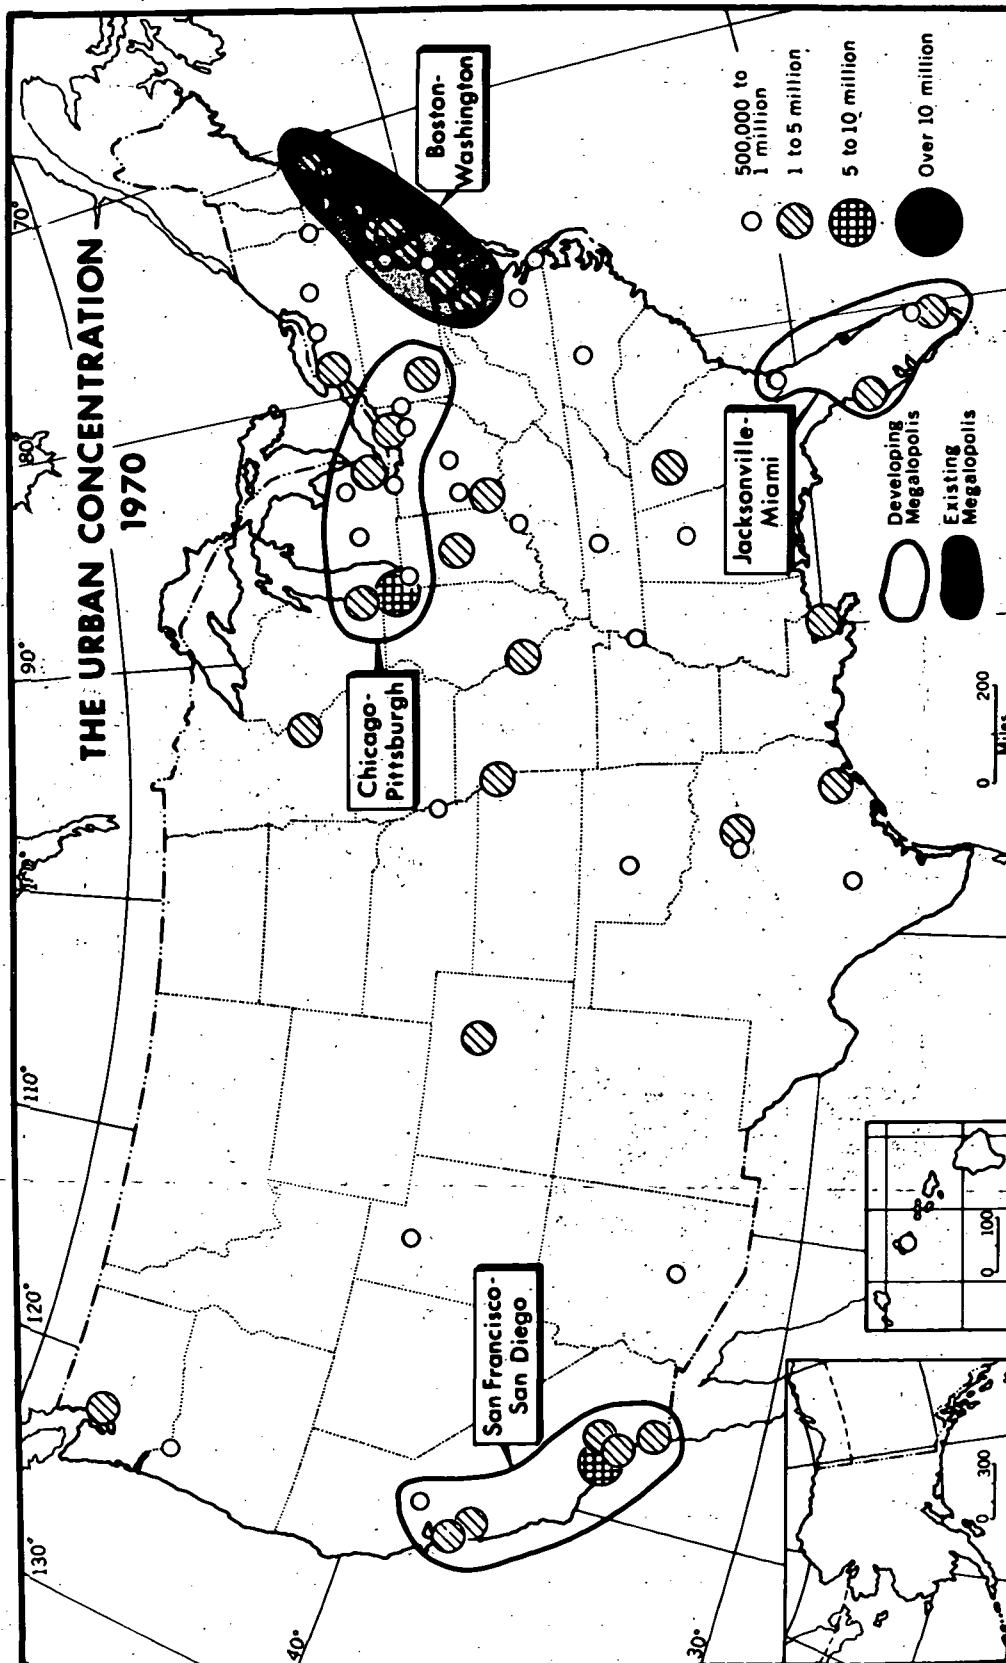 THE URBAN CONCENTRATION
1970
130°
120°
110°
90°
80°
70°
40°
30°
Boston-
Washington
Chicago-
Pittsburgh
San Francisco-
San Diego
Jacksonville-
Miami
500,000 to
1 million
1 to 5 million
5 to 10 million
Over 10 million
Developing
Megalopolis
Existing
Megalopolis
0 200
Miles
0 100
0 300